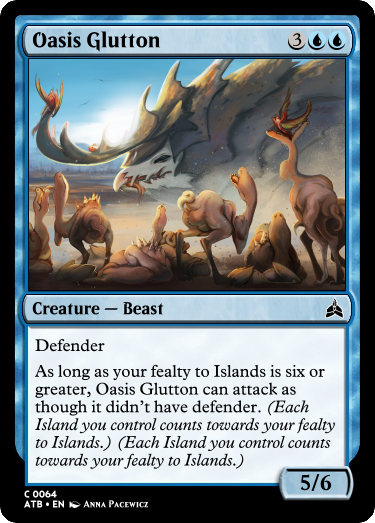 Oasis Glutton 3
Creature — Beast
Defender
As long as your fealty to Islands is six or
greater, Oasis Glutton can attack as
though it didn't have defender. (Each
Island you control counts towards your fealty
to Islands.) (Each Island you control counts
towards your fealty to Islands.)
5/6
C 0064
ATB • EN Anna Pacewicz